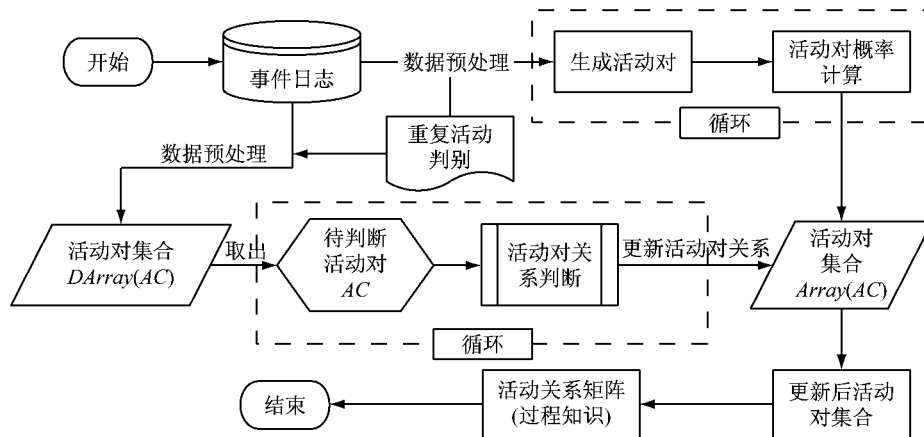 开始
事件日志
数据预处理
生成活动对
活动对概率
计算
循环
重复活动
判别
数据预处理
活动对集合
DArray(AC)
取出
待判断
活动对
AC
活动对关
系判断
更新活动对关系
活动对
集合
Array(AC)
循环
结束
活动关系矩阵
(过程知识)
更新后活动
对集合